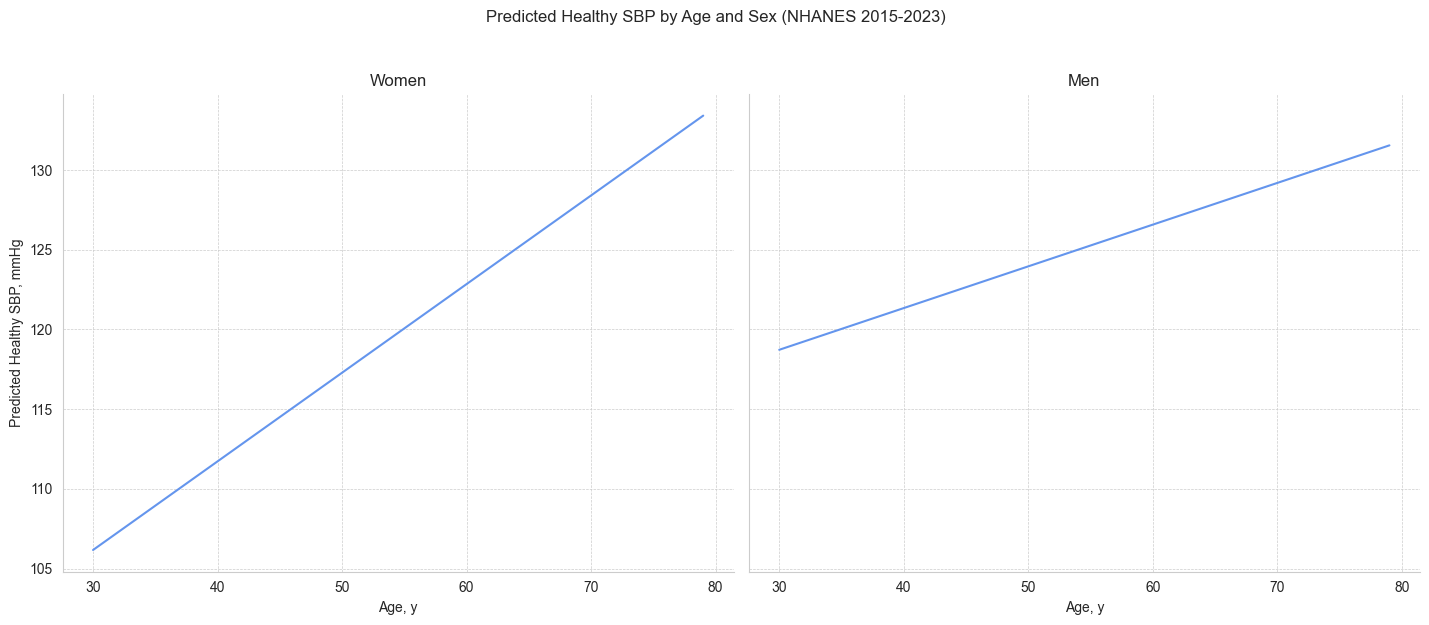 Predicted Healthy SBP by Age and Sex (NHANES 2015-2023)
Women
Men
Predicted Healthy SBP, mmHg
130
125
120
115
110
105
30 40 50 60 70 80
30 40 50 60 70 80
Age, y
Age, y